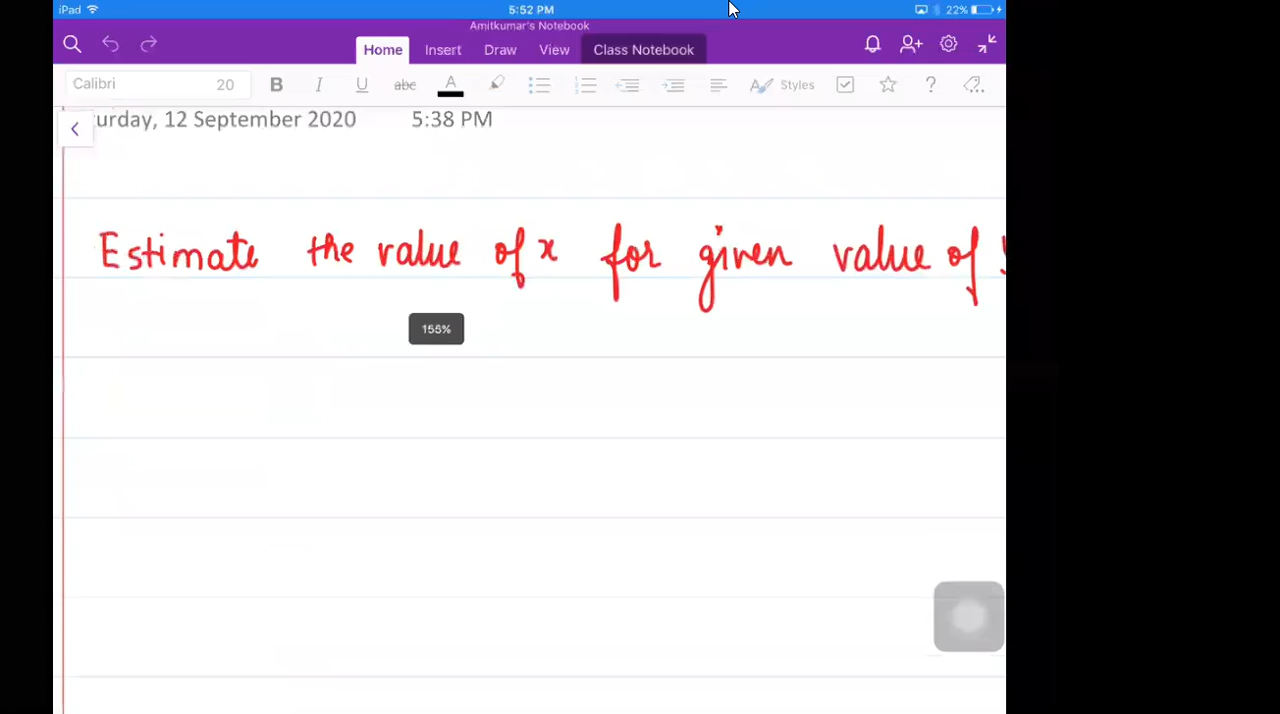 iPad 5:52 PM 22%
Amitkumar's Notebook
Home Insert Draw View Class Notebook
Calibri 20 B I U abc A Styles ?
urday, 12 September 2020 5:38 PM
Estimate the value of x for given value of
155%